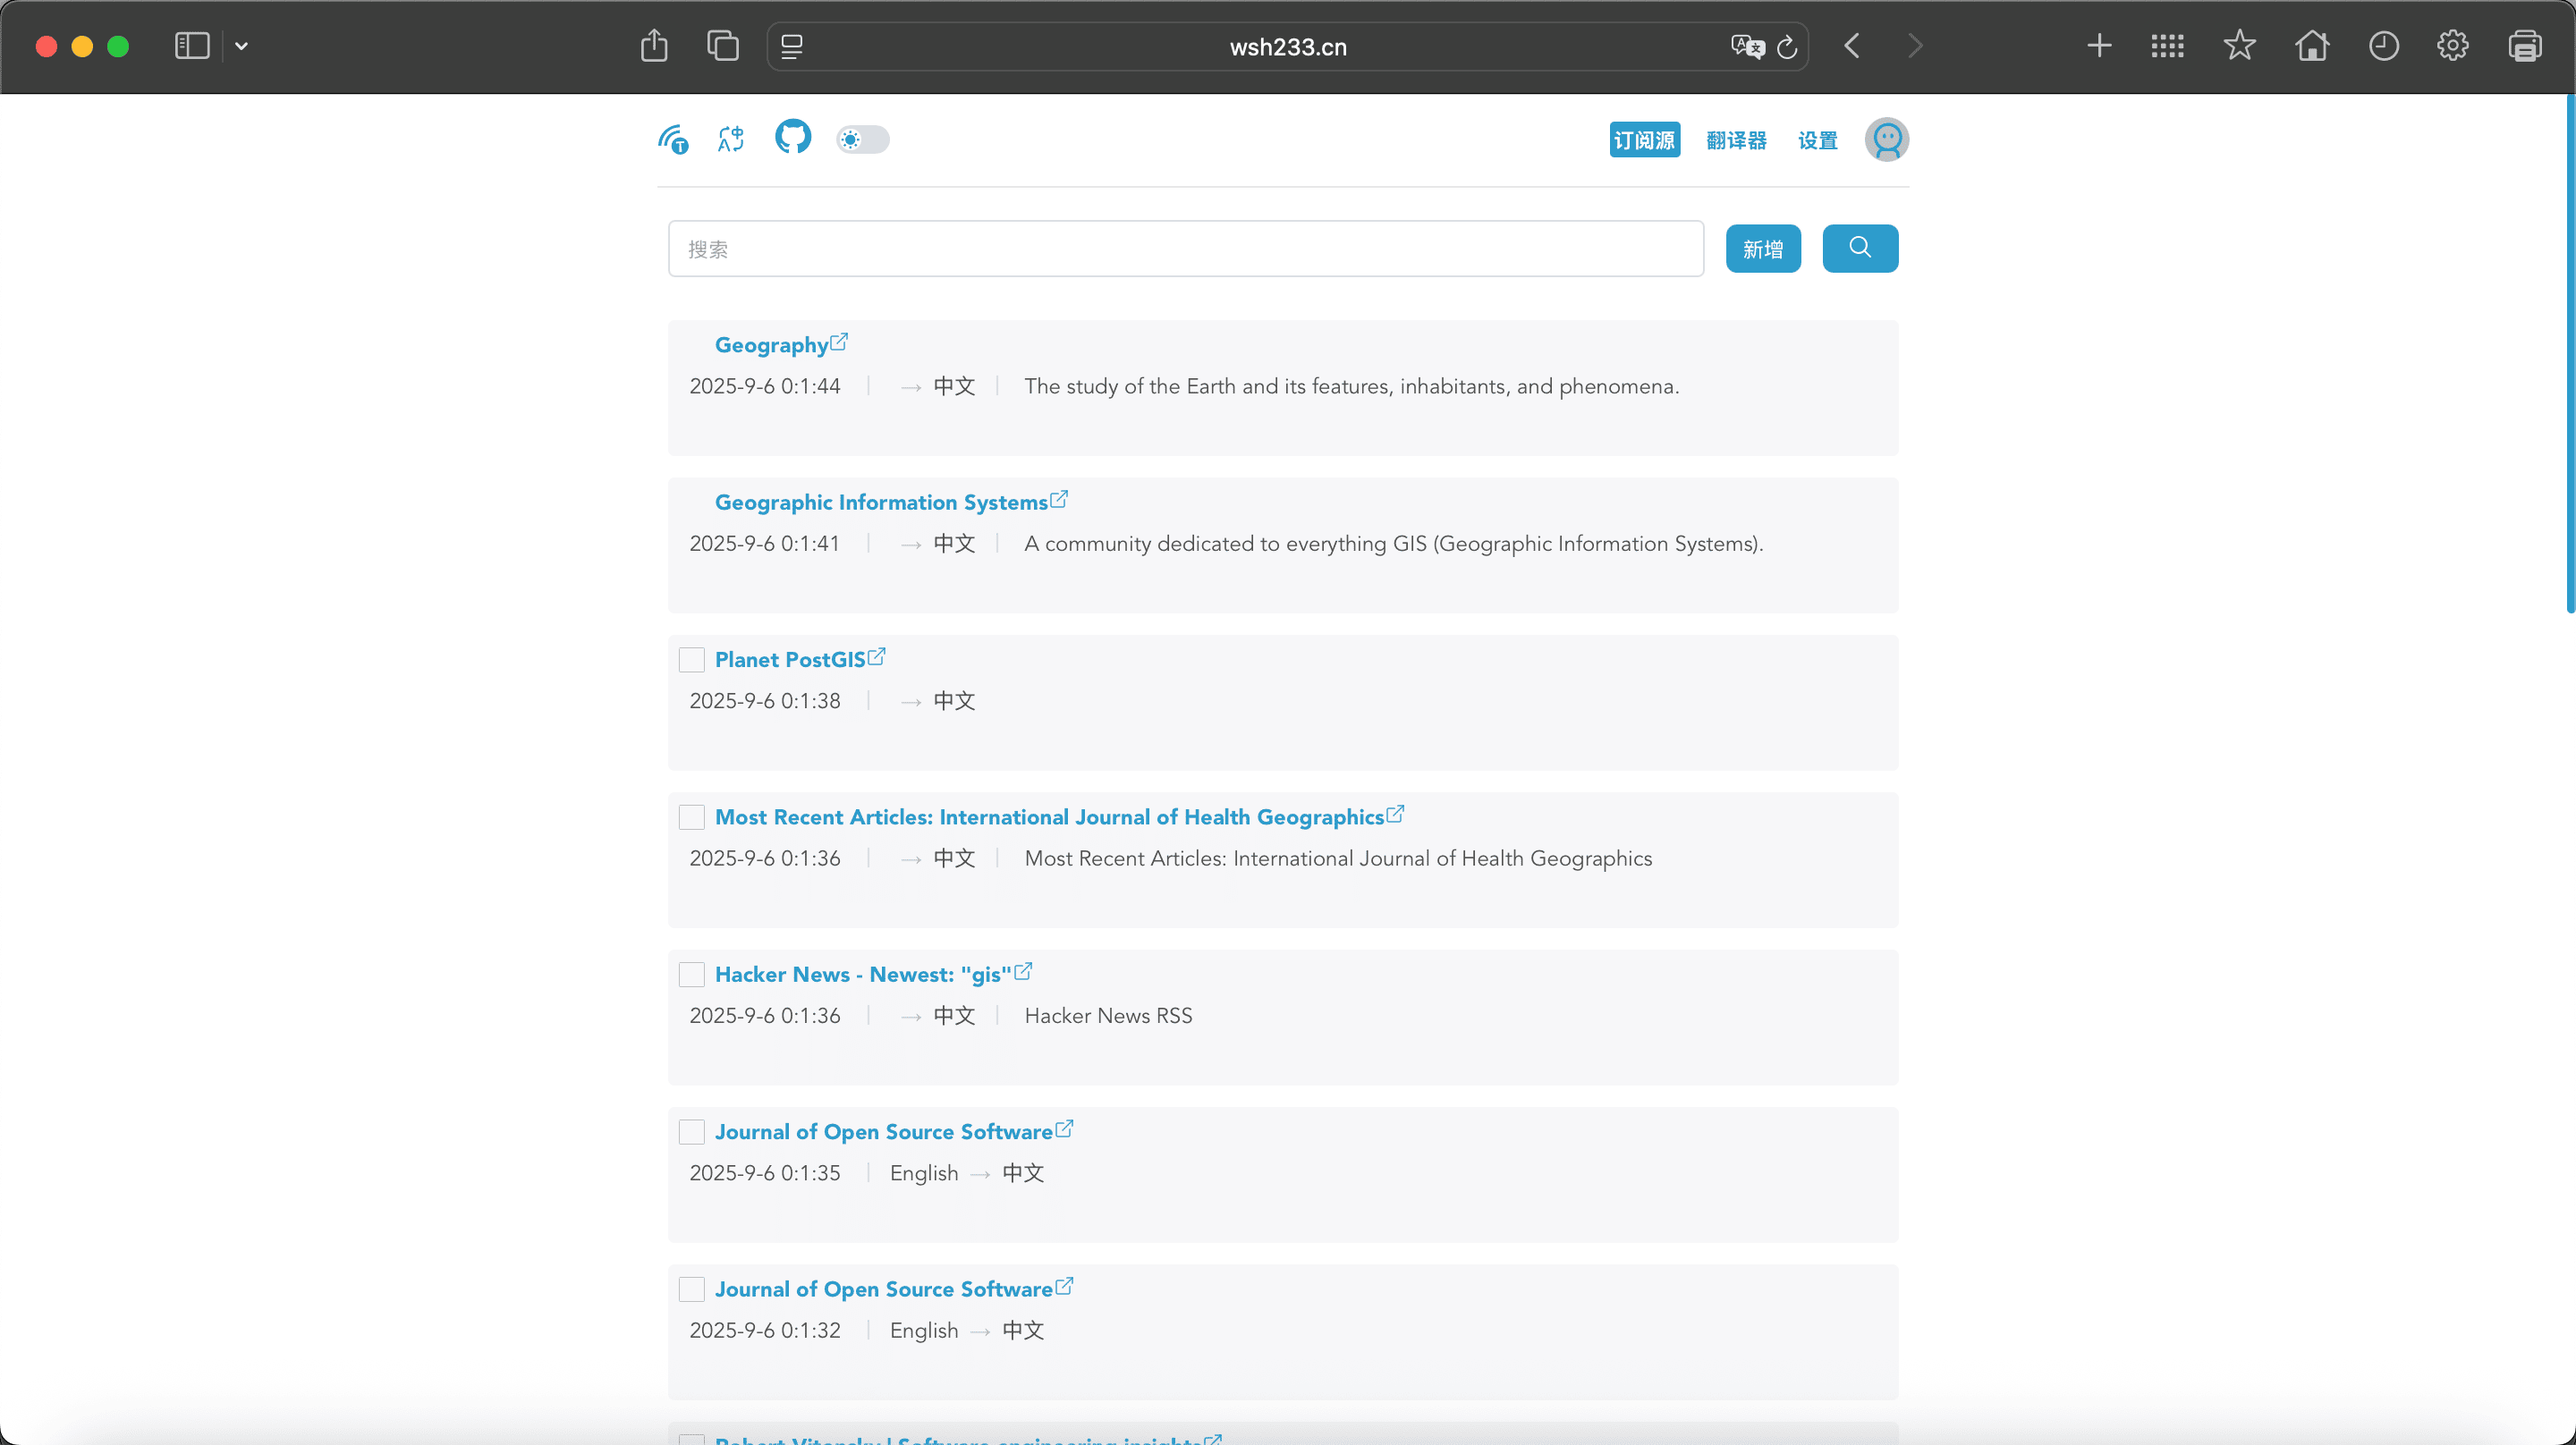 wsh233.cn
订阅源 翻译器 设置
搜索 新增
Geography
2025-9-6 0:1:44 | → 中文 | The study of the Earth and its features, inhabitants, and phenomena.
Geographic Information Systems
2025-9-6 0:1:41 | → 中文 | A community dedicated to everything GIS (Geographic Information Systems).
Planet PostGIS
2025-9-6 0:1:38 | → 中文
Most Recent Articles: International Journal of Health Geographics
2025-9-6 0:1:36 | → 中文 | Most Recent Articles: International Journal of Health Geographics
Hacker News - Newest: "gis"
2025-9-6 0:1:36 | → 中文 | Hacker News RSS
Journal of Open Source Software
2025-9-6 0:1:35 | English → 中文
Journal of Open Source Software
2025-9-6 0:1:32 | English → 中文
Robert Vitonsky | Software engineering insights